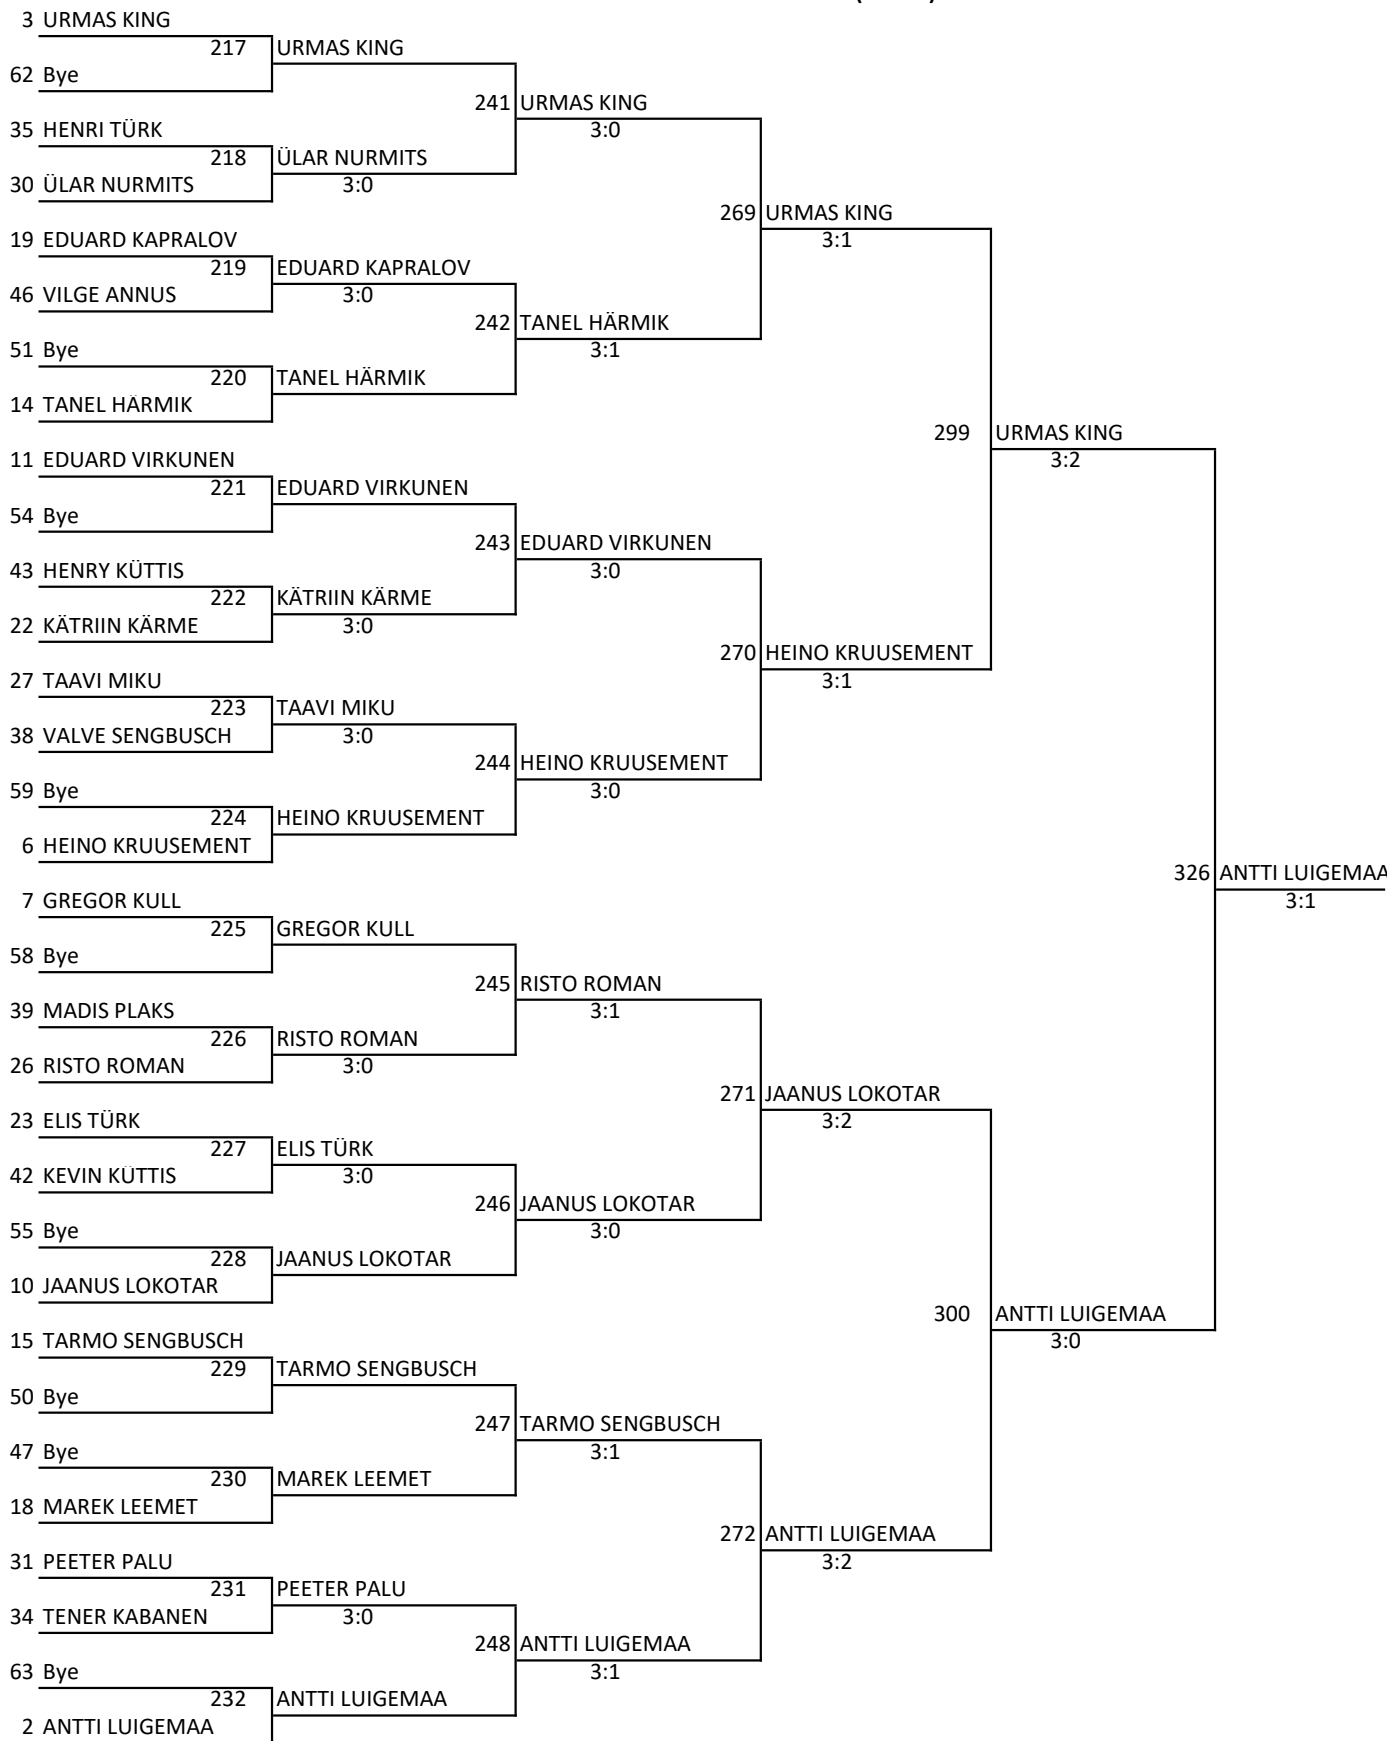 3 URMAS KING
217 URMAS KING
62 Bye
241 URMAS KING
3:0
35 HENRI TÜRK
218 ÜLAR NURMITS
3:0
30 ÜLAR NURMITS
269 URMAS KING
3:1
19 EDUARD KAPRALOV
219 EDUARD KAPRALOV
3:0
46 VILGE ANNUS
242 TANEL HÄRMIK
3:1
51 Bye
220 TANEL HÄRMIK
14 TANEL HÄRMIK
299 URMAS KING
3:2
11 EDUARD VIRKUNEN
221 EDUARD VIRKUNEN
54 Bye
243 EDUARD VIRKUNEN
3:0
43 HENRY KÜTTIS
222 KÄTRIIN KÄRME
3:0
22 KÄTRIIN KÄRME
270 HEINO KRUUSEMENT
3:1
27 TAAVI MIKU
223 TAAVI MIKU
3:0
38 VALVE SENGBUSCH
244 HEINO KRUUSEMENT
3:0
59 Bye
224 HEINO KRUUSEMENT
6 HEINO KRUUSEMENT
326 ANTTI LUIGEMAA
3:1
7 GREGOR KULL
225 GREGOR KULL
58 Bye
245 RISTO ROMAN
3:1
39 MADIS PLAKS
226 RISTO ROMAN
3:0
26 RISTO ROMAN
271 JAANUS LOKOTAR
3:2
23 ELIS TÜRK
227 ELIS TÜRK
3:0
42 KEVIN KÜTTIS
246 JAANUS LOKOTAR
3:0
55 Bye
228 JAANUS LOKOTAR
10 JAANUS LOKOTAR
300 ANTTI LUIGEMAA
3:0
15 TARMO SENGBUSCH
229 TARMO SENGBUSCH
50 Bye
247 TARMO SENGBUSCH
3:1
47 Bye
230 MAREK LEEMET
18 MAREK LEEMET
272 ANTTI LUIGEMAA
3:2
31 PEETER PALU
231 PEETER PALU
3:0
34 TENER KABANEN
248 ANTTI LUIGEMAA
3:1
63 Bye
232 ANTTI LUIGEMAA
2 ANTTI LUIGEMAA